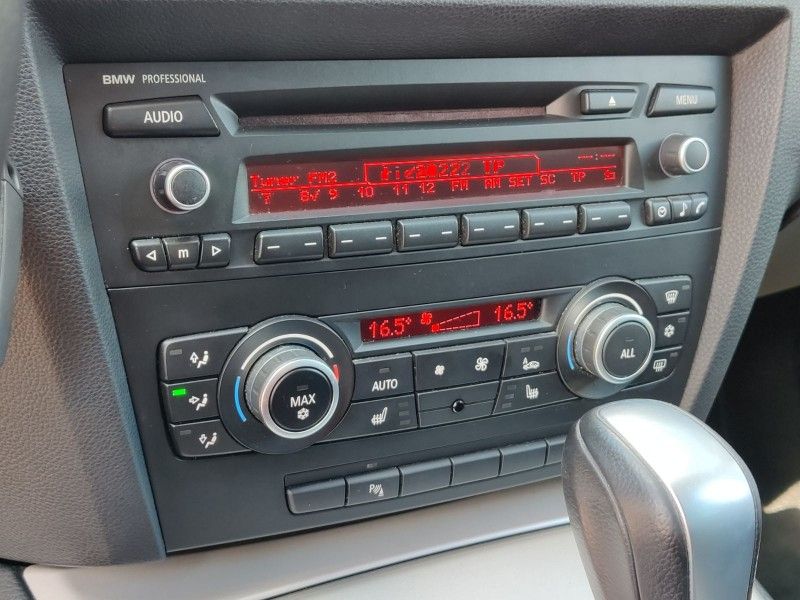 BMW PROFESSIONAL
AUDIO
MENU
TP
--:--
Tuner FM2
7 8√ 9 10 11 12 FM AM SET SC TP
m
16.5° 16.5°
MAX
AUTO
ALL
P